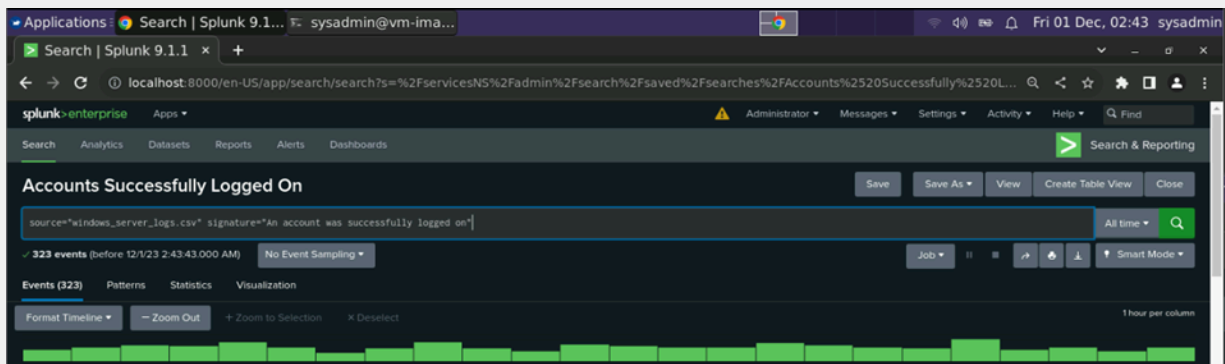 Applications Search | Splunk 9.1.... sysadmin@vm-ima... Fri 01 Dec, 02:43 sysadmin
Search | Splunk 9.1.1 × +
localhost:8000/en-US/app/search/search?s=%2FservicesNS%2Fadmin%2Fsearch%2Fsaved%2Fsearches%2FAccounts%2520Successfully%2520L...
splunk>enterprise Apps Administrator Messages Settings Activity Help Find
Search Analytics Datasets Reports Alerts Dashboards Search & Reporting
Accounts Successfully Logged On Save Save As View Create Table View Close
source="windows_server_logs.csv" signature="An account was successfully logged on" All time
323 events (before 12/1/23 2:43:43.000 AM) No Event Sampling Job Smart Mode
Events (323) Patterns Statistics Visualization
Format Timeline — Zoom Out + Zoom to Selection × Deselect 1 hour per column